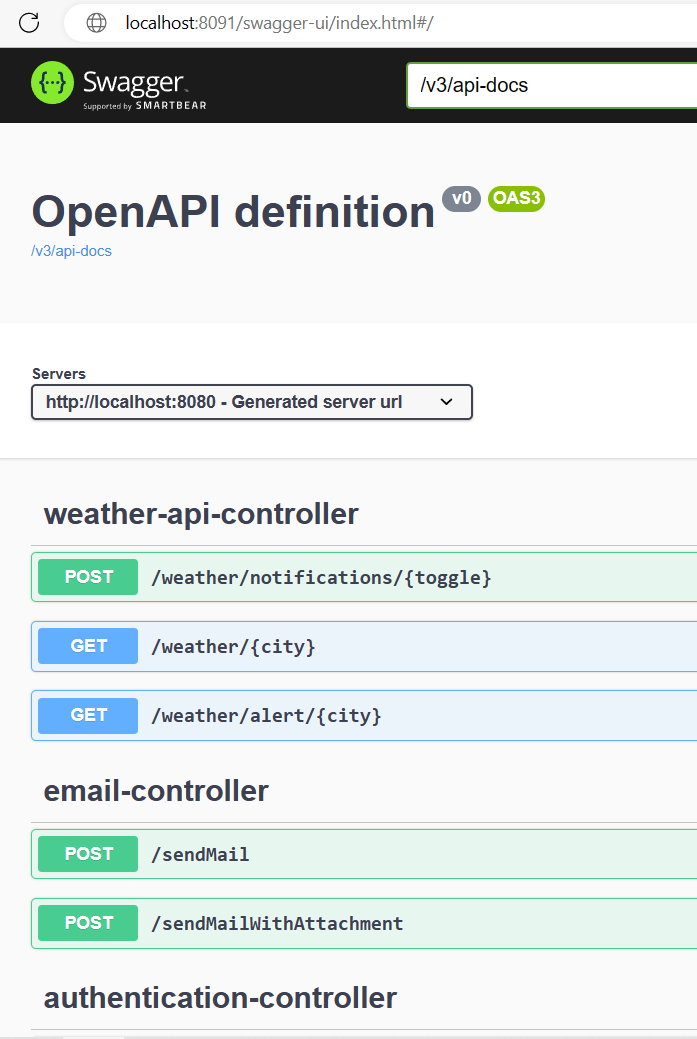 localhost:8091/swagger-ui/index.html#/
{···} Swagger™
Supported by SMARTBEAR
/v3/api-docs
OpenAPI definition v0 OAS3
/v3/api-docs
Servers
http://localhost:8080 - Generated server url
weather-api-controller
POST /weather/notifications/{toggle}
GET /weather/{city}
GET /weather/alert/{city}
email-controller
POST /sendMail
POST /sendMailWithAttachment
authentication-controller